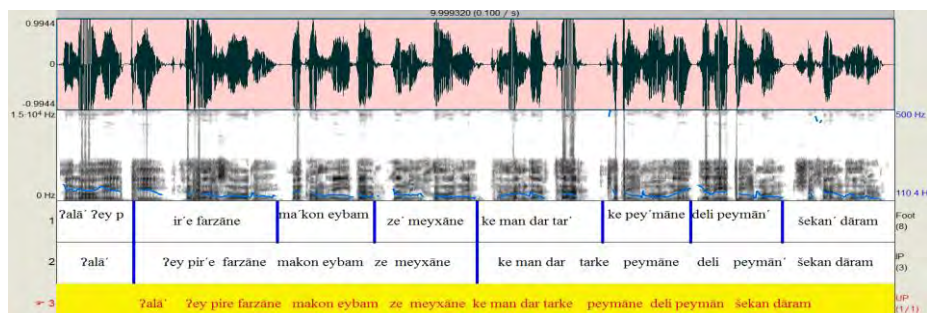 9.999320 (0.100 / s)
0.9944
0
-0.9944
1.5·10⁴ Hz
500 Hz
0 Hz
110.4 Hz
1 ʔalā´ ʔey p ir´e farzāne ma´kon eybam ze´ meyxāne ke man dar tar´ ke pey´māne deli peymān´ šekan´ dāram Foot (8)
2 ʔalā´ ʔey pir´e farzāne makon eybam ze meyxāne ke man dar tarke peymāne deli peymān´ šekan dāram IP (3)
☞ 3 ʔalā´ ʔey pire farzāne makon eybam ze meyxāne ke man dar tarke peymāne deli peymān šekan dāram UP (1/1)